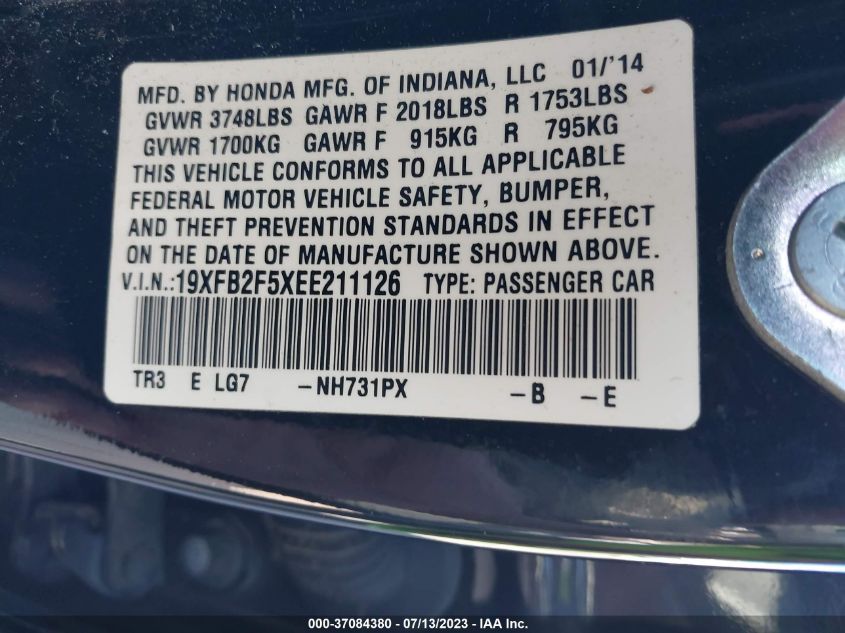 MFD. BY HONDA MFG. OF INDIANA, LLC 01/'14
GVWR 3748LBS GAWR F 2018LBS R 1753LBS
GVWR 1700KG GAWR F 915KG R 795KG
THIS VEHICLE CONFORMS TO ALL APPLICABLE
FEDERAL MOTOR VEHICLE SAFETY, BUMPER,
AND THEFT PREVENTION STANDARDS IN EFFECT
ON THE DATE OF MANUFACTURE SHOWN ABOVE.
V.I.N.:19XFB2F5XEE211126 TYPE: PASSENGER CAR
TR3 E LG7 -NH731PX -B -E
000-37084380 - 07/13/2023 - IAA Inc.